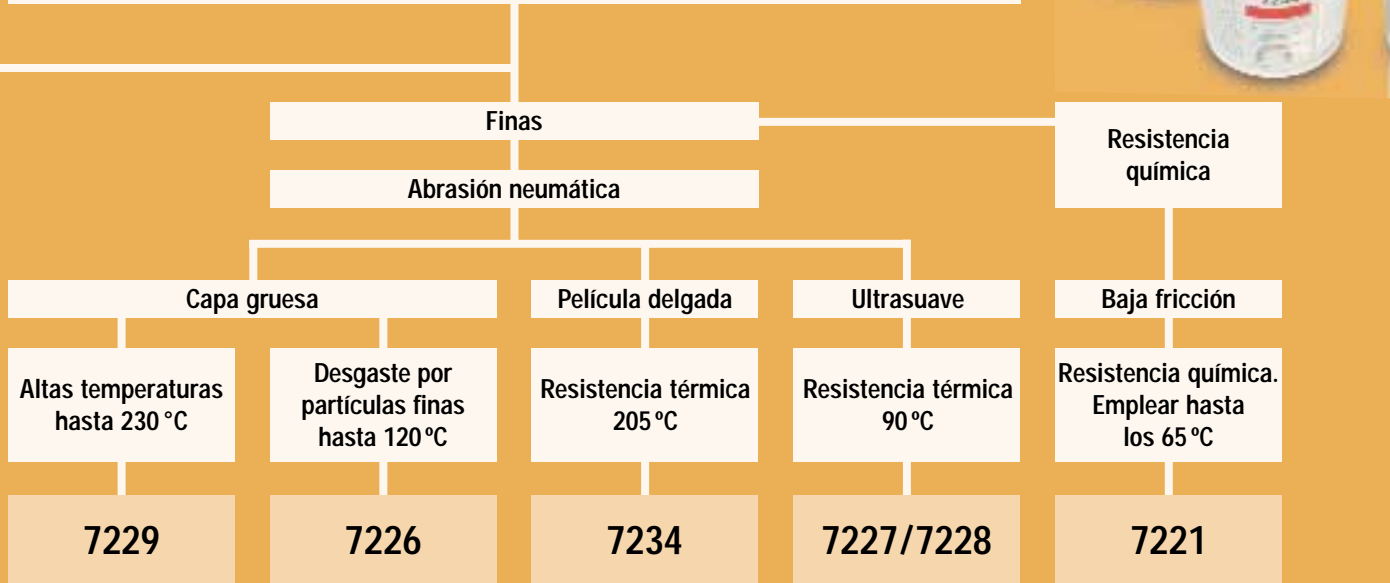 Finas
Resistencia
química
Abrasión neumática
Capa gruesa
Película delgada
Ultrasuave
Baja fricción
Altas temperaturas
hasta 230 °C
Desgaste por
partículas finas
hasta 120 ºC
Resistencia térmica
205 ºC
Resistencia térmica
90 ºC
Resistencia química.
Emplear hasta
los 65 ºC
7229
7226
7234
7227/7228
7221